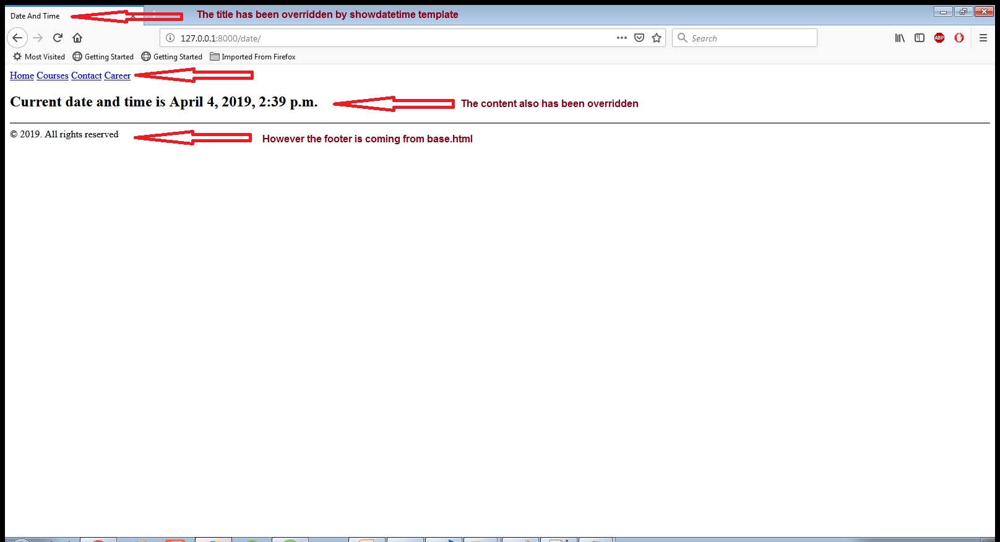 Date And Time
The title has been overridden by showdatetime template
127.0.0.1:8000/date/
Search
ABP
Most Visited Getting Started Getting Started Imported From Firefox
Home Courses Contact Career
Current date and time is April 4, 2019, 2:39 p.m.
The content also has been overridden
© 2019. All rights reserved
However the footer is coming from base.html